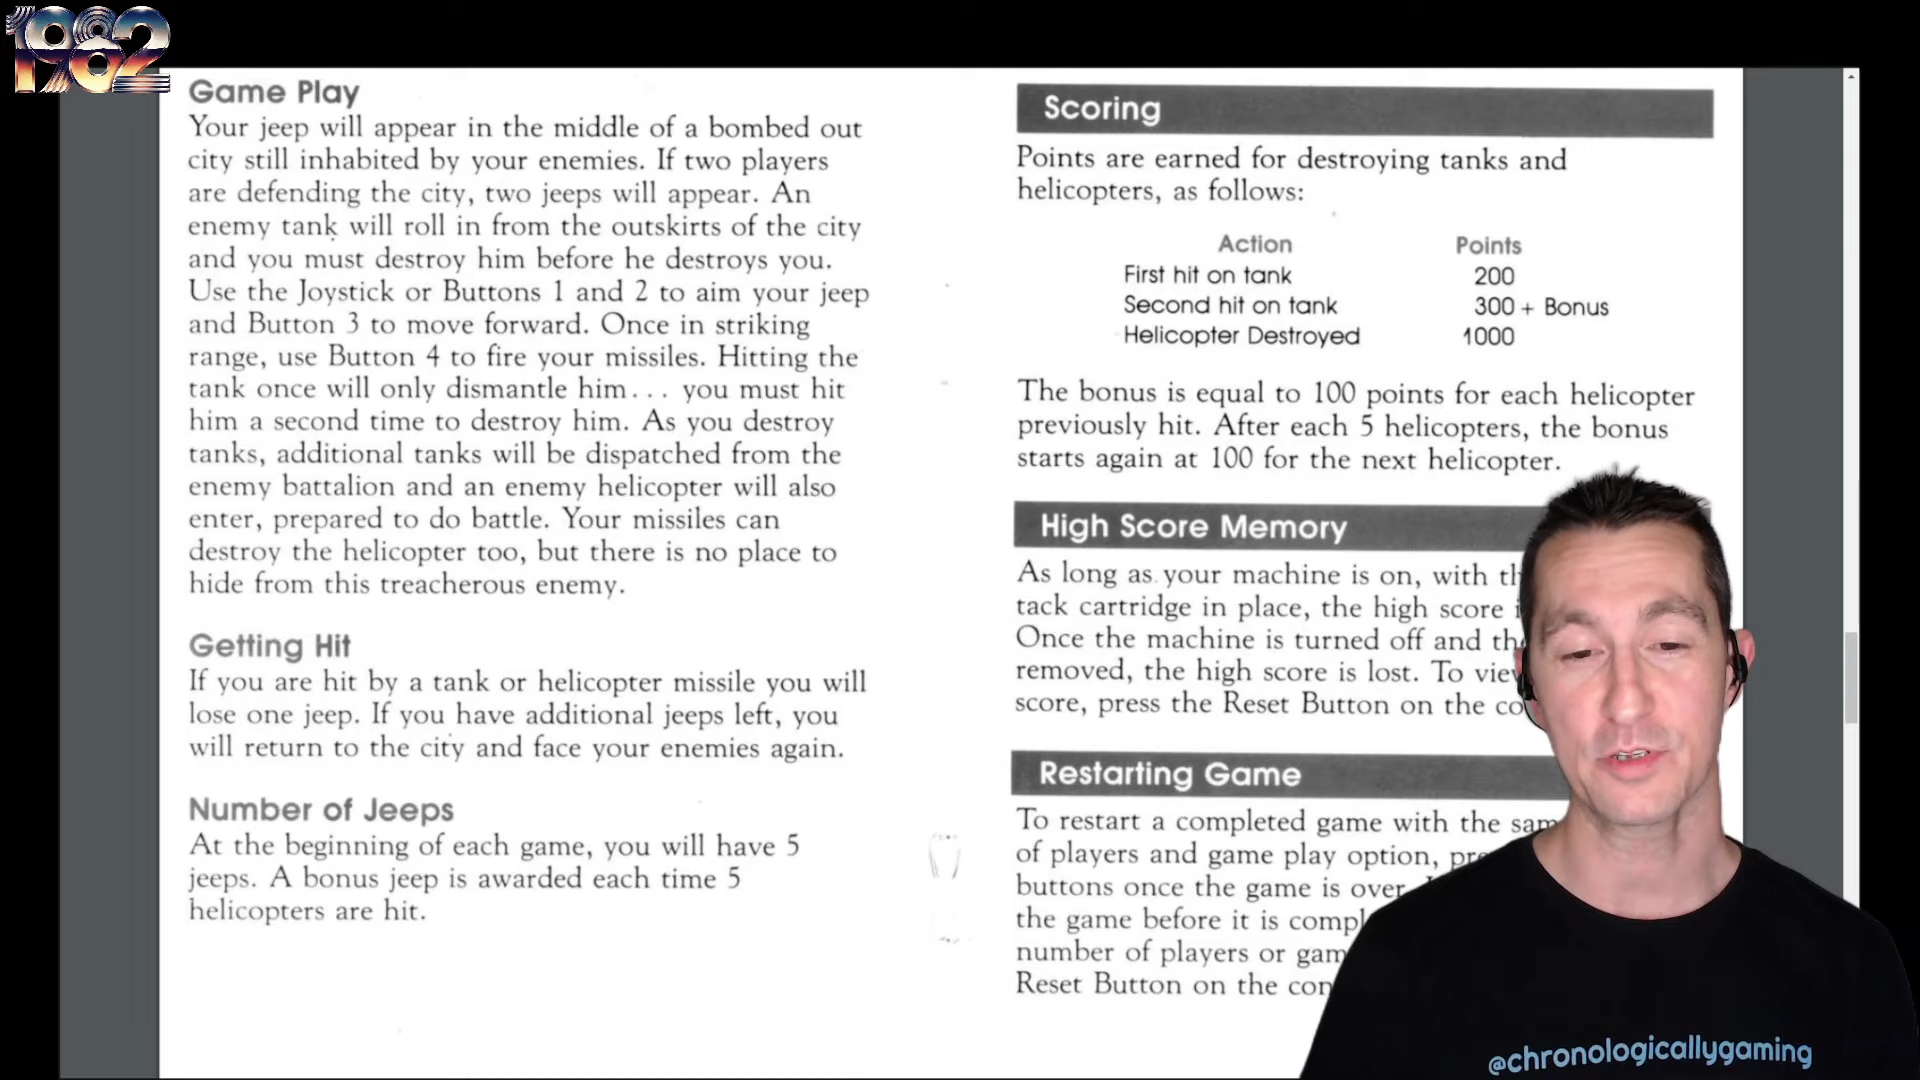 1982
Game Play
Your jeep will appear in the middle of a bombed out
city still inhabited by your enemies. If two players
are defending the city, two jeeps will appear. An
enemy tank will roll in from the outskirts of the city
and you must destroy him before he destroys you.
Use the Joystick or Buttons 1 and 2 to aim your jeep
and Button 3 to move forward. Once in striking
range, use Button 4 to fire your missiles. Hitting the
tank once will only dismantle him... you must hit
him a second time to destroy him. As you destroy
tanks, additional tanks will be dispatched from the
enemy battalion and an enemy helicopter will also
enter, prepared to do battle. Your missiles can
destroy the helicopter too, but there is no place to
hide from this treacherous enemy.
Getting Hit
If you are hit by a tank or helicopter missile you will
lose one jeep. If you have additional jeeps left, you
will return to the city and face your enemies again.
Number of Jeeps
At the beginning of each game, you will have 5
jeeps. A bonus jeep is awarded each time 5
helicopters are hit.
Scoring
Points are earned for destroying tanks and
helicopters, as follows:
Action Points
First hit on tank 200
Second hit on tank 300 + Bonus
Helicopter Destroyed 1000
The bonus is equal to 100 points for each helicopter
previously hit. After each 5 helicopters, the bonus
starts again at 100 for the next helicopter.
High Score Memory
As long as your machine is on, with
tack cartridge in place, the high score
Once the machine is turned off and
removed, the high score is lost. To
score, press the Reset Button on the
Restarting Game
To restart a completed game with the
of players and game play option,
buttons once the game is over.
the game before it is
number of players or
Reset Button on the
@chronologicallygaming